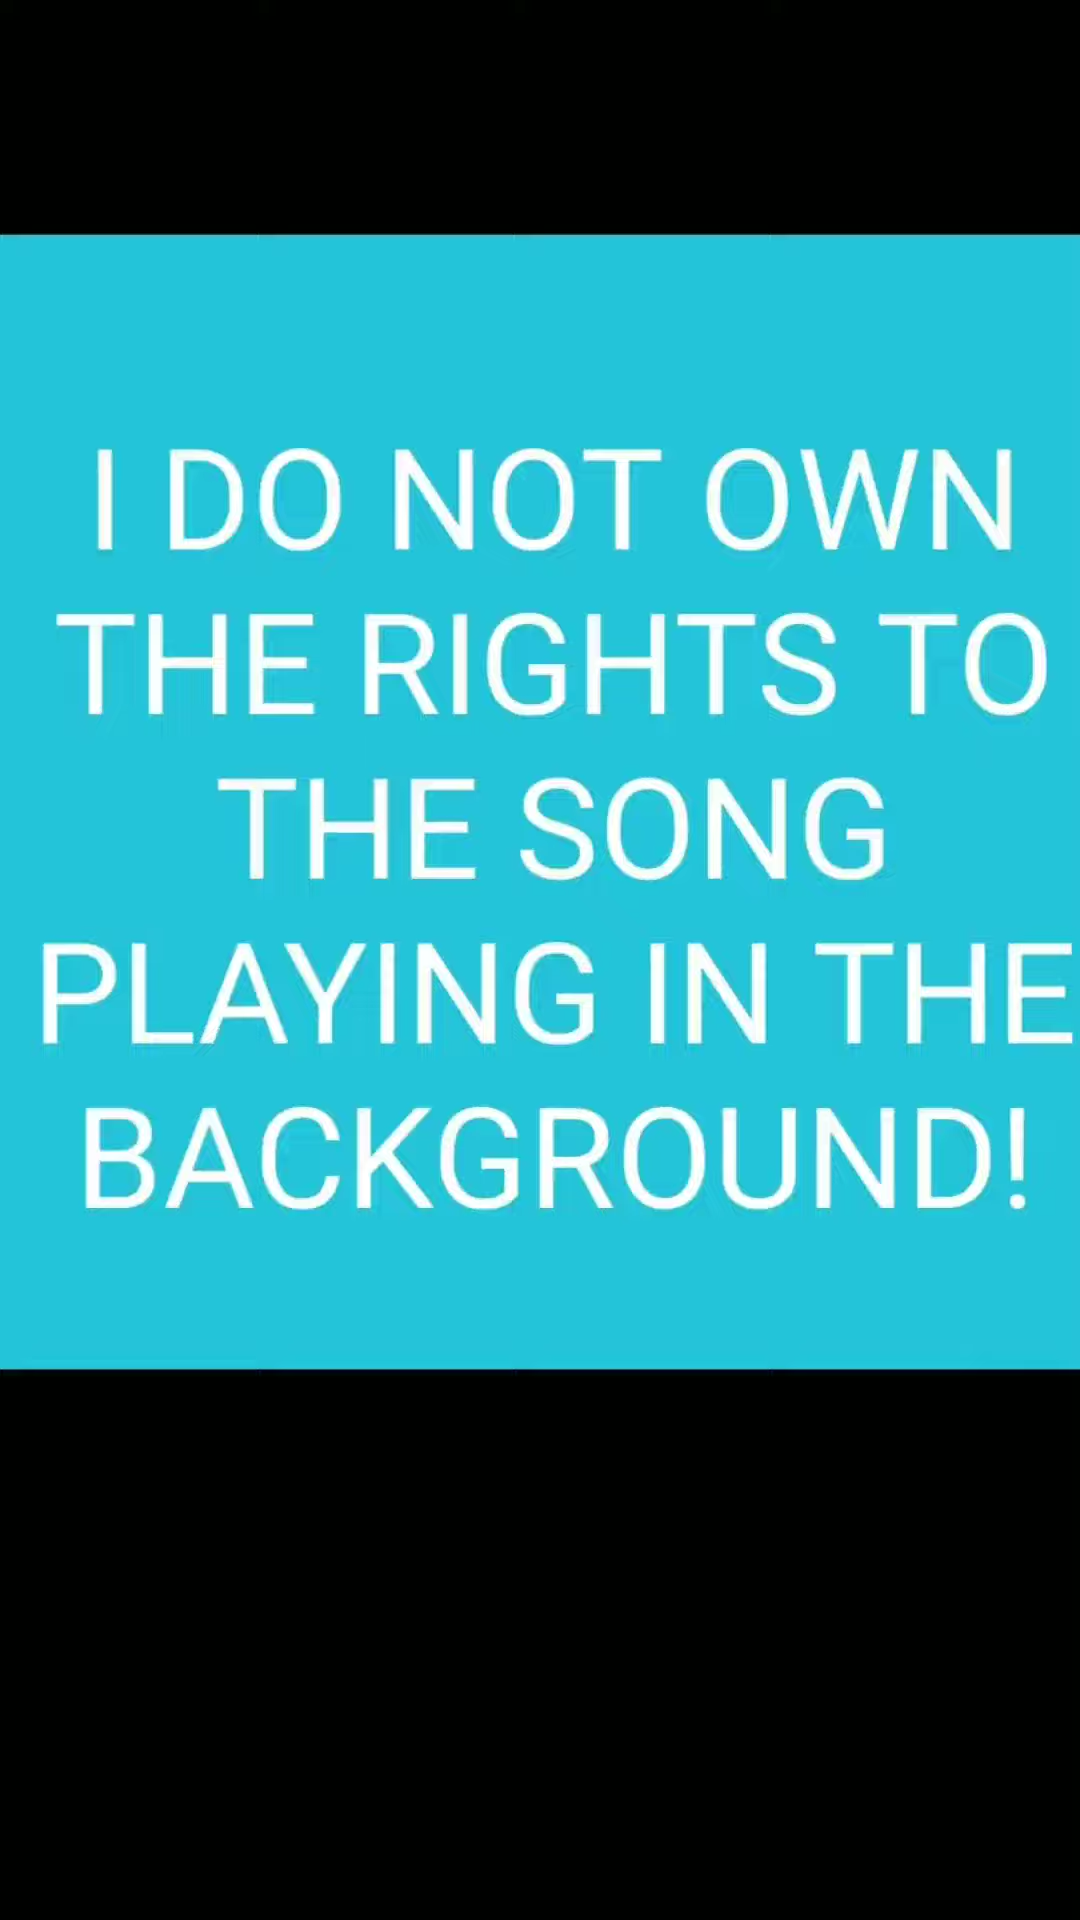 I DO NOT OWN
THE RIGHTS TO
THE SONG
PLAYING IN THE
BACKGROUND!